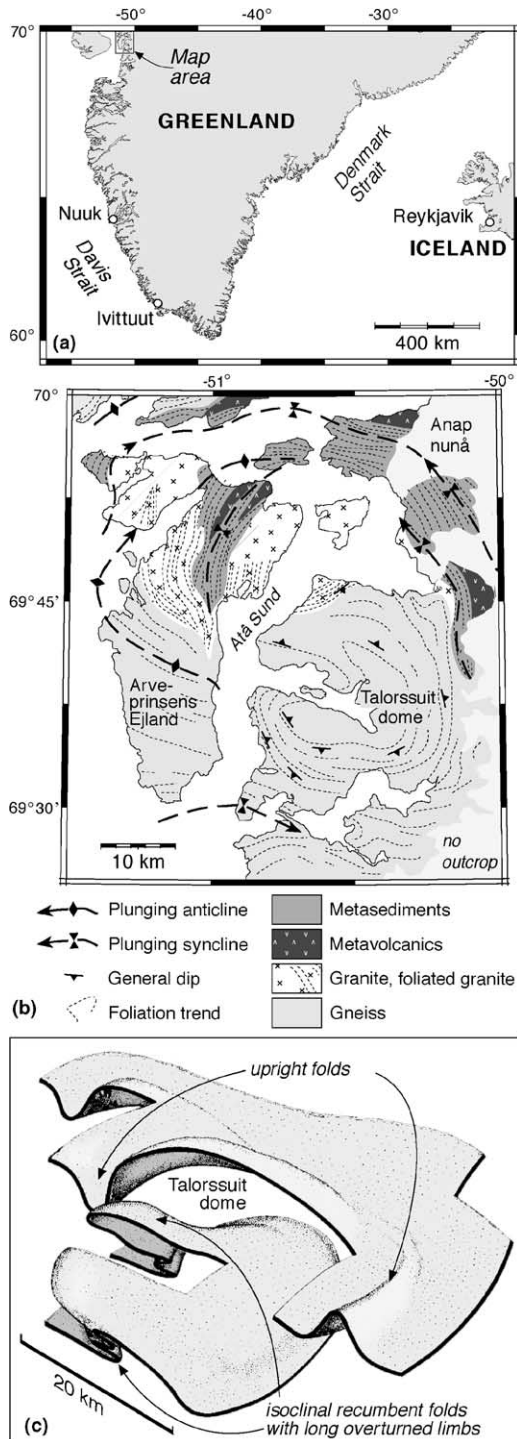 -50°
-40°
-30°
70°
Map
area
GREENLAND
Denmark
Strait
Nuuk
Reykjavik
ICELAND
Davis
Strait
Ivittuut
60°
(a)
400 km
-51°
-50°
70°
Anap
nunå
69°45'
Atå Sund
Arve-
prinsens
Ejland
Talorssuit
dome
69°30'
10 km
no
outcrop
Plunging anticline
Metasediments
Plunging syncline
Metavolcanics
General dip
Granite, foliated granite
(b)
Foliation trend
Gneiss
upright folds
Talorssuit
dome
20 km
(c)
isoclinal recumbent folds
with long overturned limbs